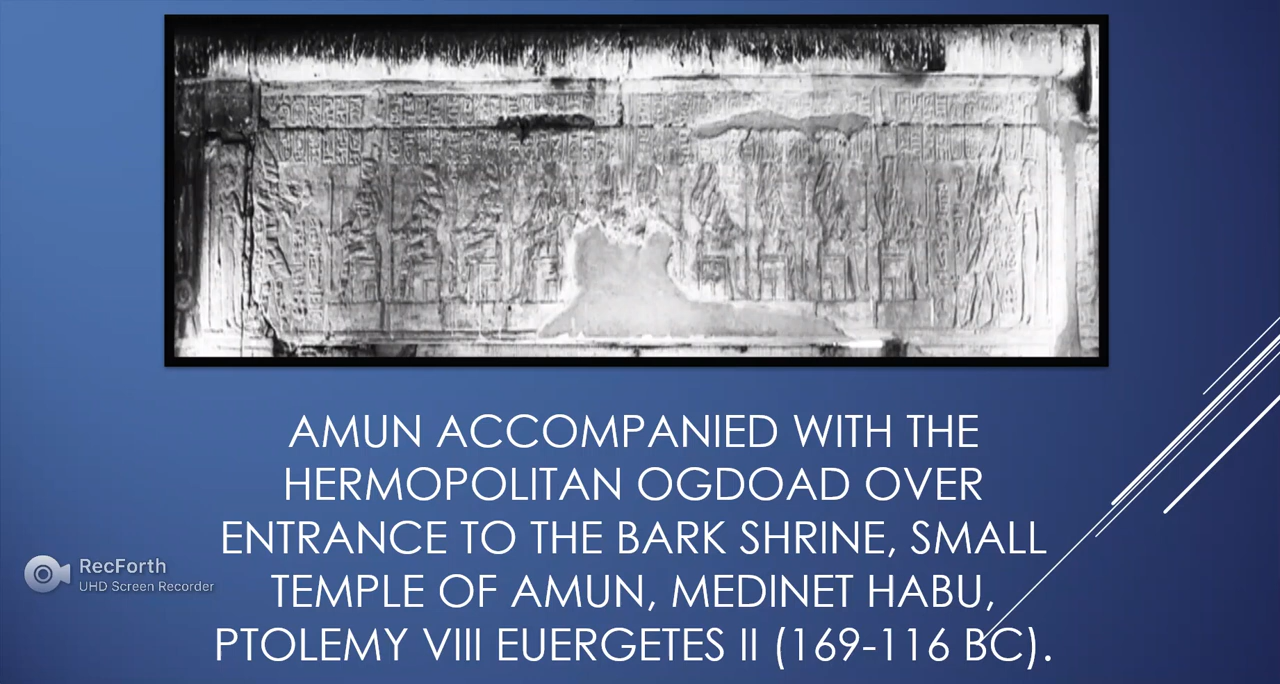 AMUN ACCOMPANIED WITH THE
HERMOPOLITAN OGDOAD OVER
ENTRANCE TO THE BARK SHRINE, SMALL
TEMPLE OF AMUN, MEDINET HABU,
PTOLEMY VIII EUERGETES II (169-116 BC).
RecForth
UHD Screen Recorder